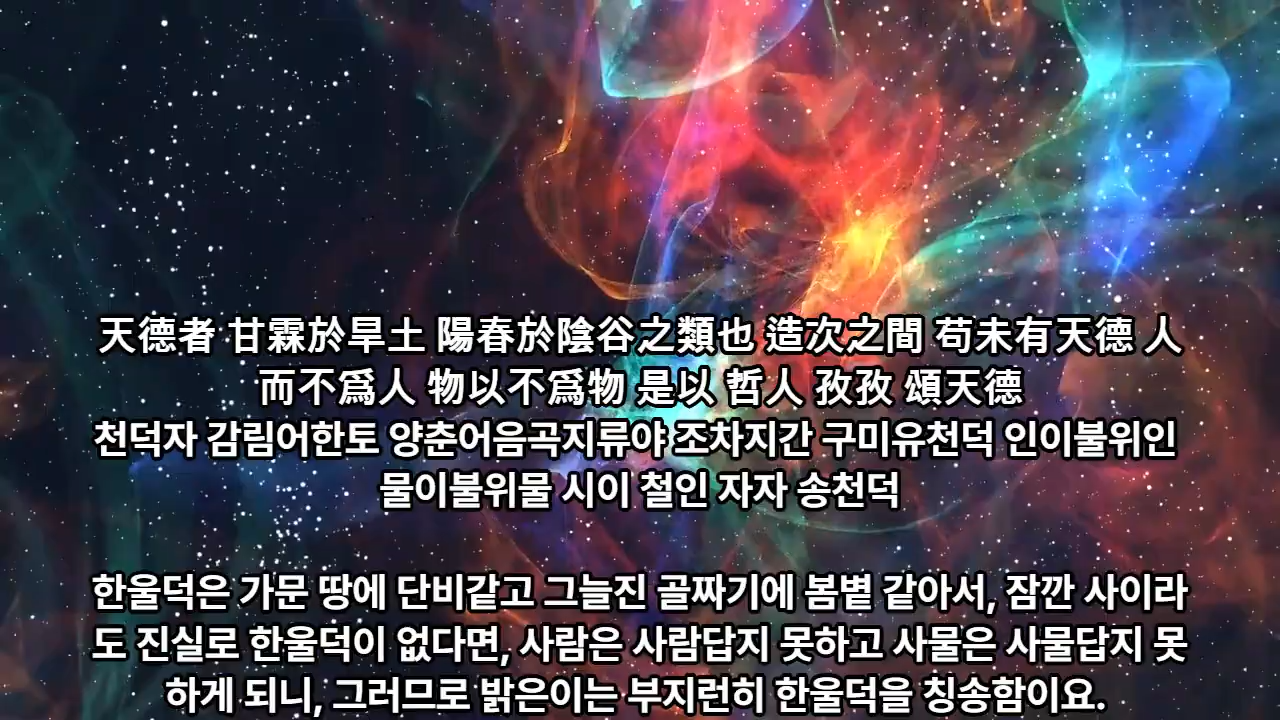 天德者 甘霖於旱土 陽春於陰谷之類也 造次之間 苟未有天德 人
而不爲人 物以不爲物 是以 哲人 孜孜 頌天德
천덕자 감림어한토 양춘어음곡지류야 조차지간 구미유천덕 인이불위인
물이불위물 시이 철인 자자 송천덕
한울덕은 가문 땅에 단비같고 그늘진 골짜기에 봄볕 같아서, 잠깐 사이라
도 진실로 한울덕이 없다면, 사람은 사람답지 못하고 사물은 사물답지 못
하게 되니, 그러므로 밝은이는 부지런히 한울덕을 칭송함이요.